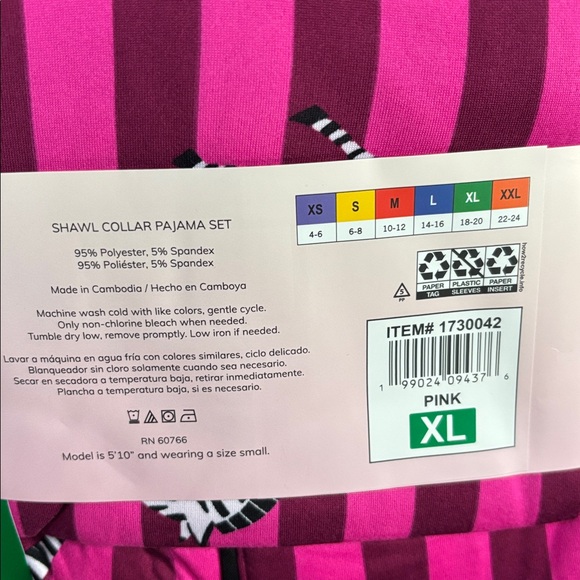 SHAWL COLLAR PAJAMA SET
95% Polyester, 5% Spandex
95% Poliéster, 5% Spandex
Made in Cambodia / Hecho en Camboya
Machine wash cold with like colors, gentle cycle.
Only non-chlorine bleach when needed.
Tumble dry low, remove promptly. Low iron if needed.
Lavar a máquina en agua fría con colores similares, ciclo delicado.
Blanqueador sin cloro solamente cuando sea necesario.
Secar en secadora a temperatura baja, retirar inmediatamente.
Plancha a temperatura baja, si es necesario.
RN 60766
Model is 5'10" and wearing a size small.
XS S M L XL XXL
4-6 6-8 10-12 14-16 18-20 22-24
5
PP
PAPER TAG
PLASTIC SLEEVES
PAPER INSERT
how2recycle.info
ITEM# 1730042
1 99024 09437 6
PINK
XL